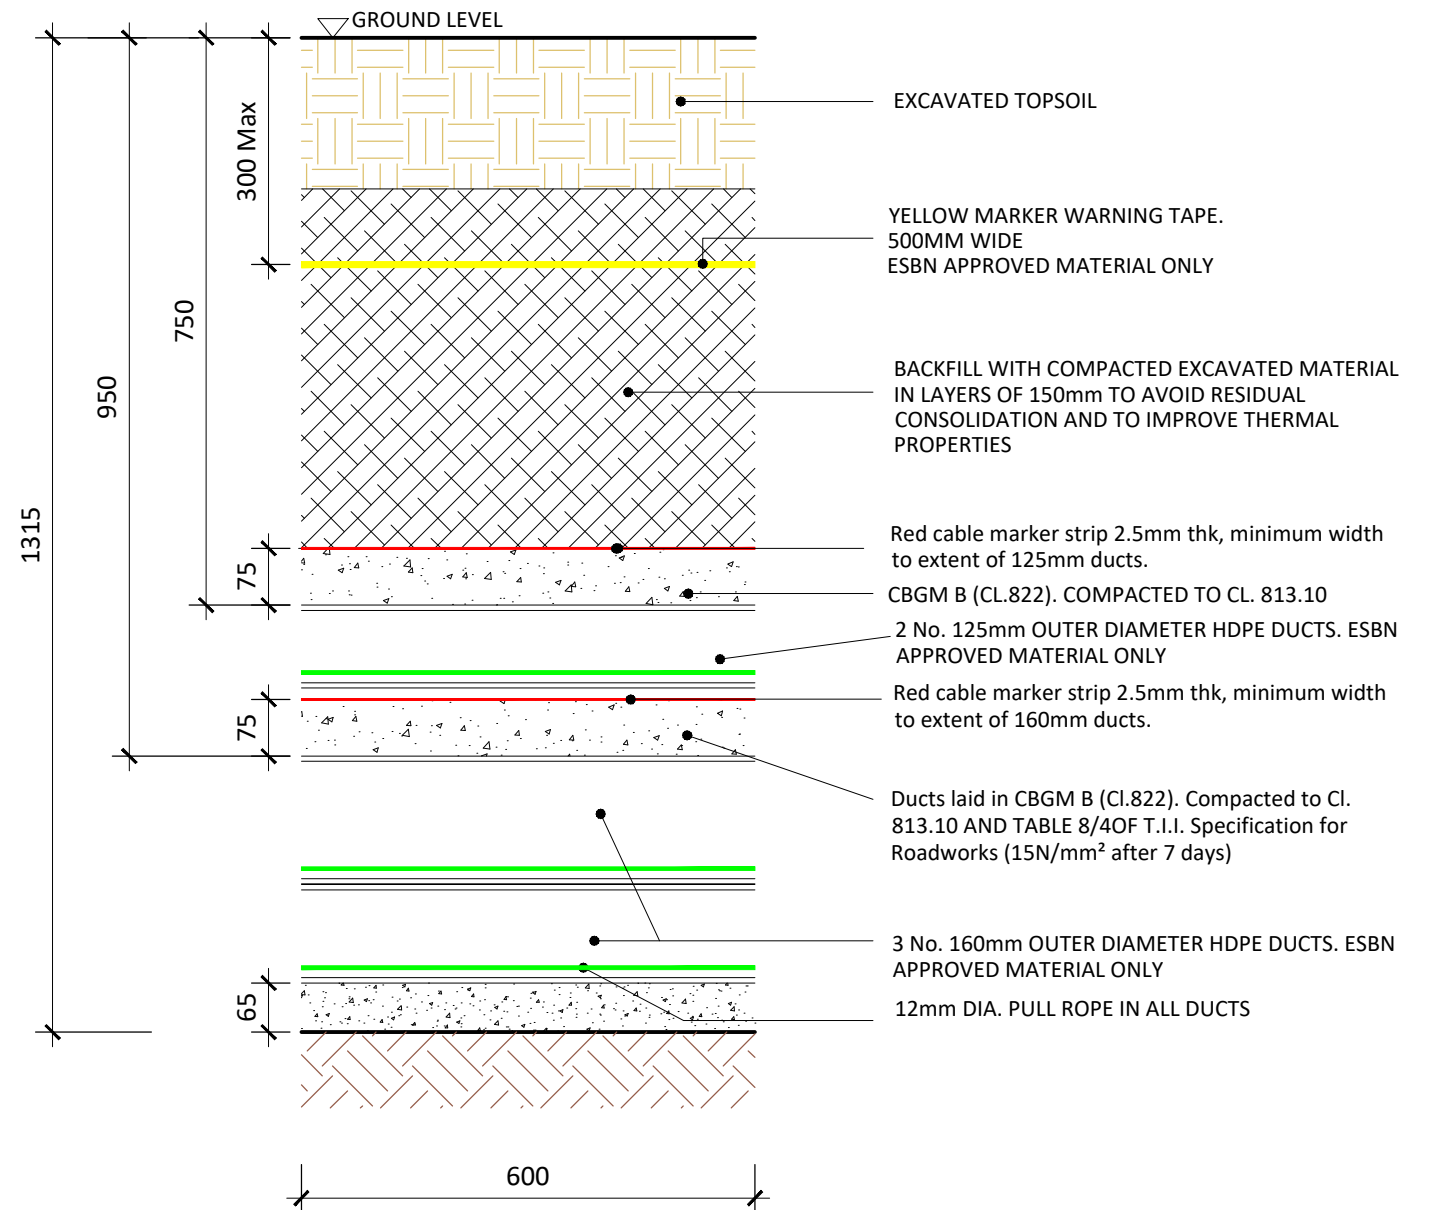 GROUND LEVEL
EXCAVATED TOPSOIL
300 Max
YELLOW MARKER WARNING TAPE.
500MM WIDE
ESBN APPROVED MATERIAL ONLY
750
950
1315
BACKFILL WITH COMPACTED EXCAVATED MATERIAL
IN LAYERS OF 150mm TO AVOID RESIDUAL
CONSOLIDATION AND TO IMPROVE THERMAL
PROPERTIES
Red cable marker strip 2.5mm thk, minimum width
to extent of 125mm ducts.
75
CBGM B (CL.822). COMPACTED TO CL. 813.10
2 No. 125mm OUTER DIAMETER HDPE DUCTS. ESBN
APPROVED MATERIAL ONLY
Red cable marker strip 2.5mm thk, minimum width
to extent of 160mm ducts.
75
Ducts laid in CBGM B (Cl.822). Compacted to Cl.
813.10 AND TABLE 8/4OF T.I.I. Specification for
Roadworks (15N/mm² after 7 days)
3 No. 160mm OUTER DIAMETER HDPE DUCTS. ESBN
APPROVED MATERIAL ONLY
65
12mm DIA. PULL ROPE IN ALL DUCTS
600